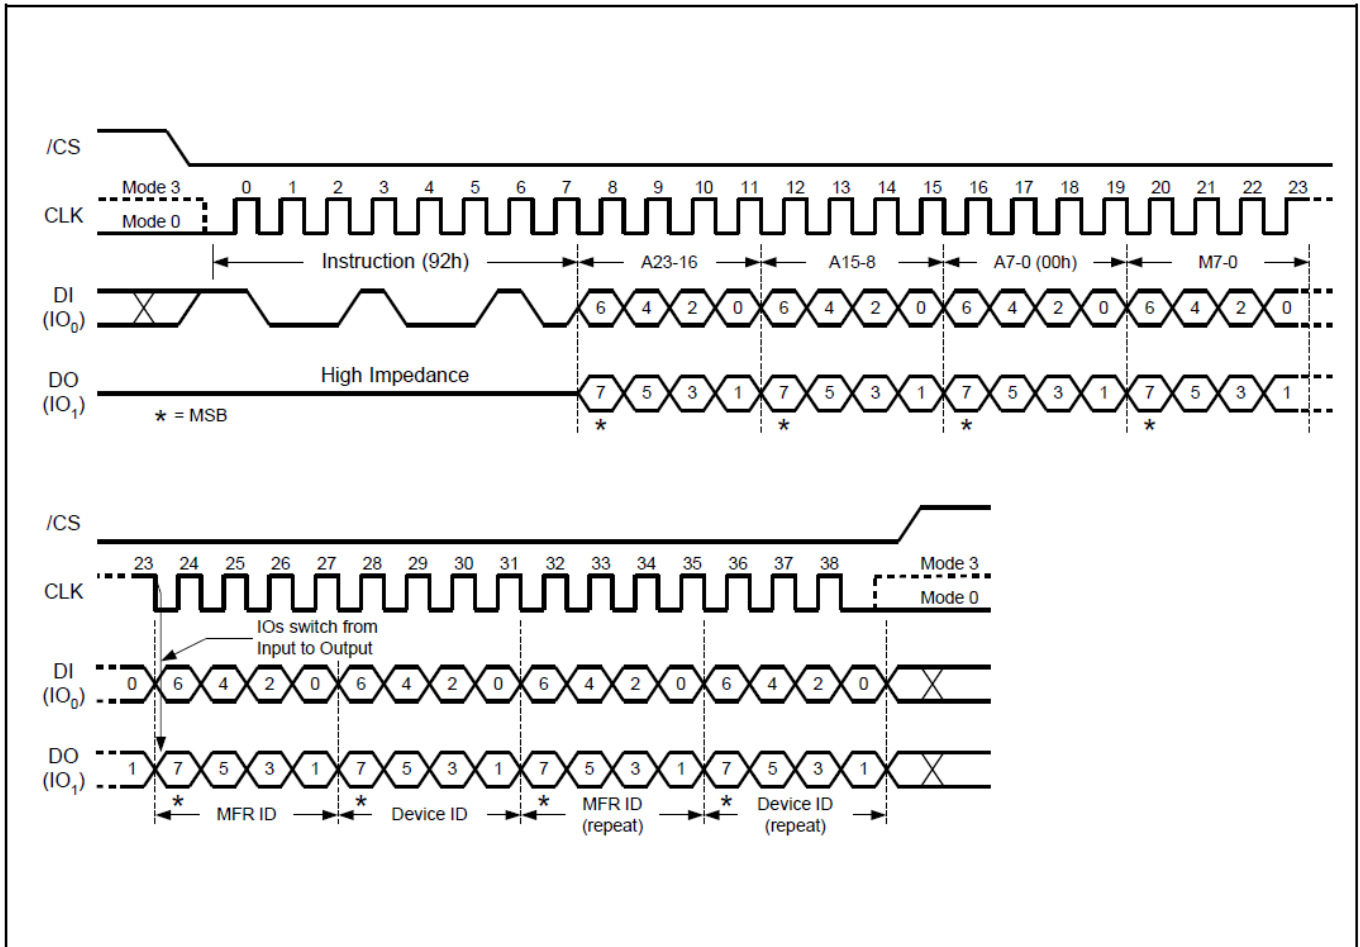 /CS
Mode 3 0 1 2 3 4 5 6 7 8 9 10 11 12 13 14 15 16 17 18 19 20 21 22 23
CLK
Mode 0
Instruction (92h) A23-16 A15-8 A7-0 (00h) M7-0
DI
(IO0)
6 4 2 0 6 4 2 0 6 4 2 0 6 4 2 0
High Impedance
DO
(IO1)
7 5 3 1 7 5 3 1 7 5 3 1 7 5 3 1
* = MSB
* * * *
/CS
23 24 25 26 27 28 29 30 31 32 33 34 35 36 37 38 Mode 3
CLK
Mode 0
IOs switch from
Input to Output
DI
(IO0)
0 6 4 2 0 6 4 2 0 6 4 2 0 6 4 2 0
DO
(IO1)
1 7 5 3 1 7 5 3 1 7 5 3 1 7 5 3 1
* * * *
MFR ID Device ID MFR ID
(repeat) Device ID
(repeat)